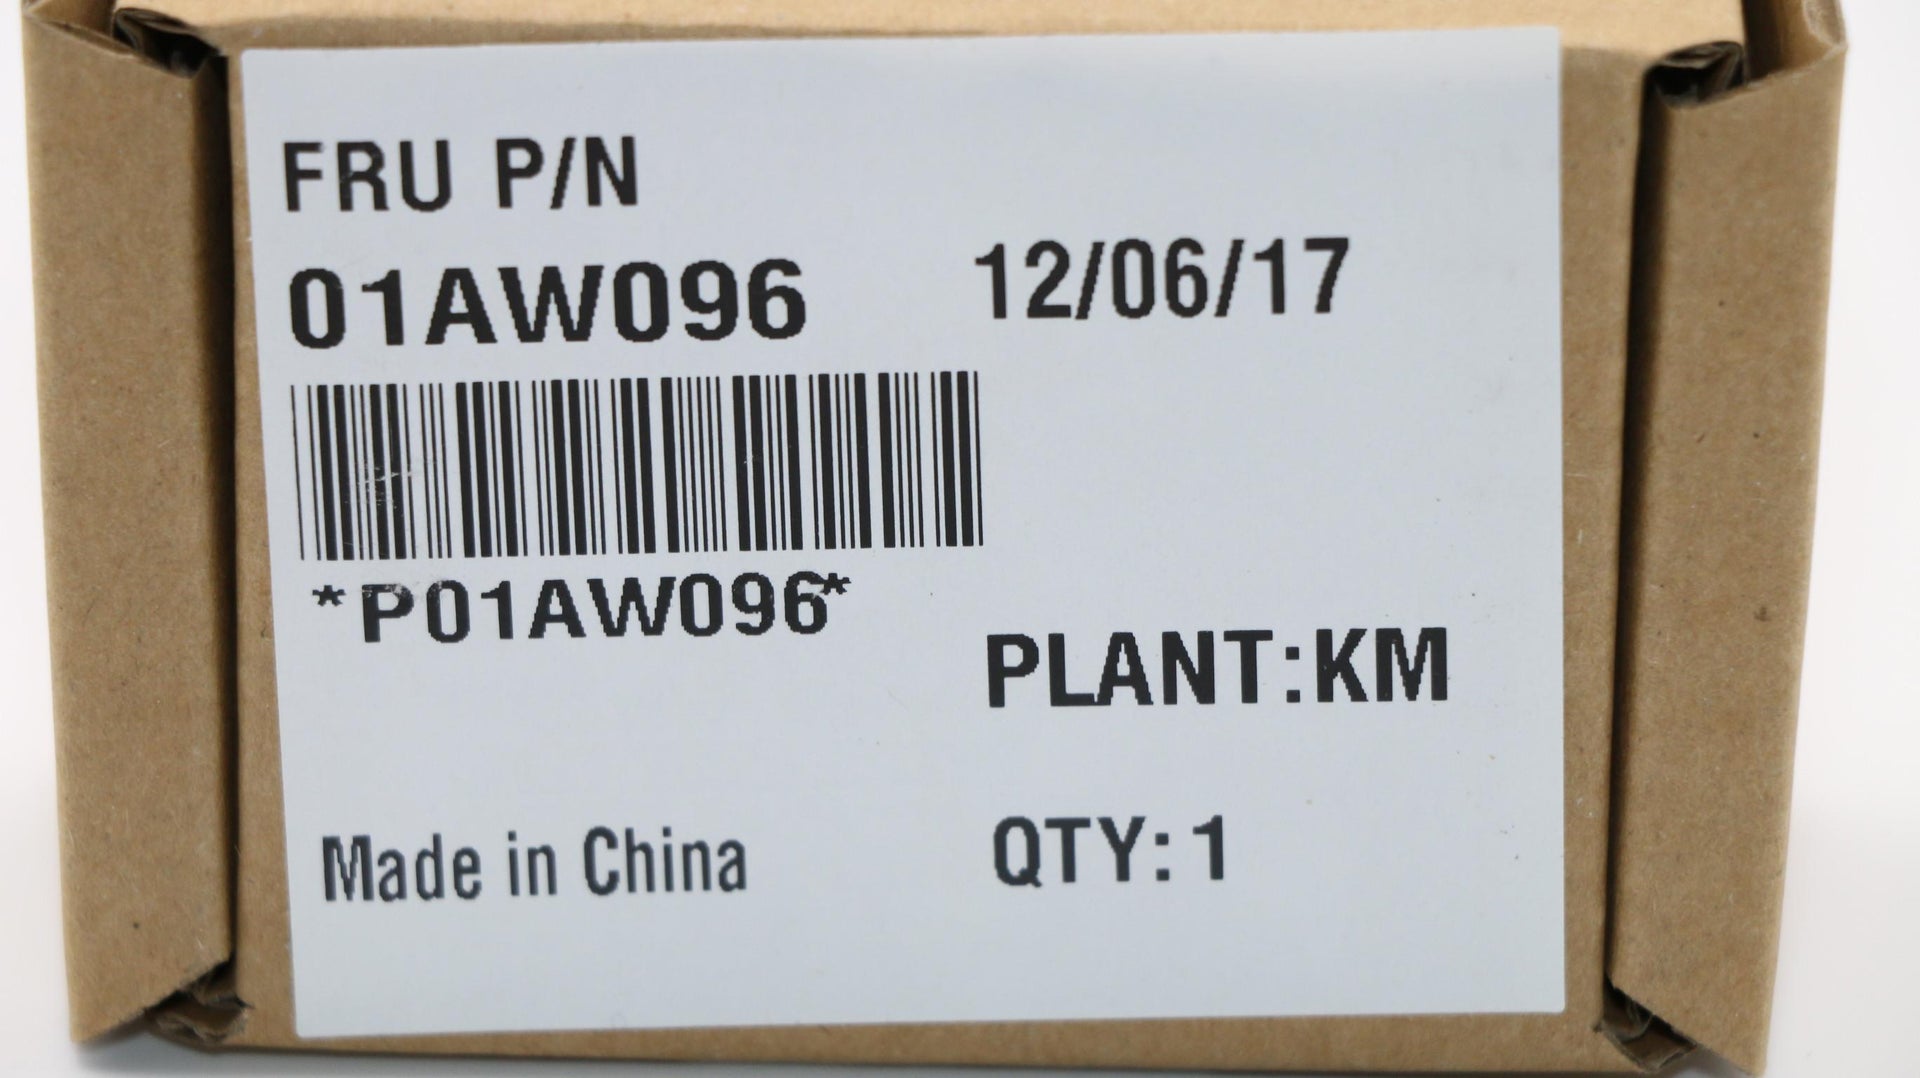 FRU P/N
01AW096 12/06/17
*P01AW096*
PLANT:KM
Made in China QTY: 1